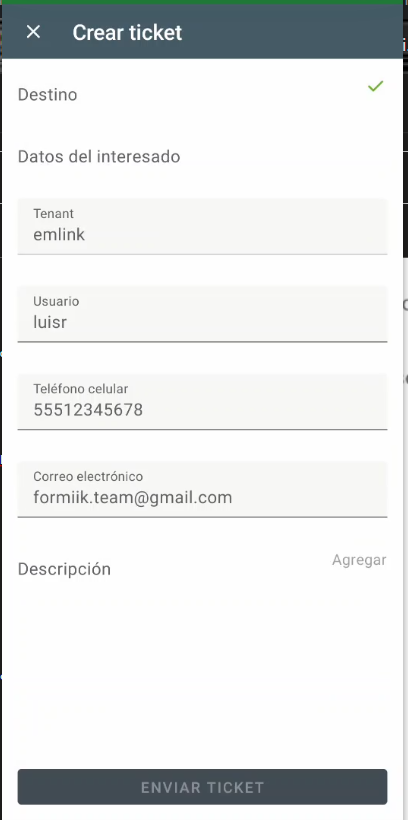 Crear ticket
Destino
Datos del interesado
Tenant
emlink
Usuario
luisr
Teléfono celular
55512345678
Correo electrónico
formiik.team@gmail.com
Agregar
Descripción
ENVIAR TICKET